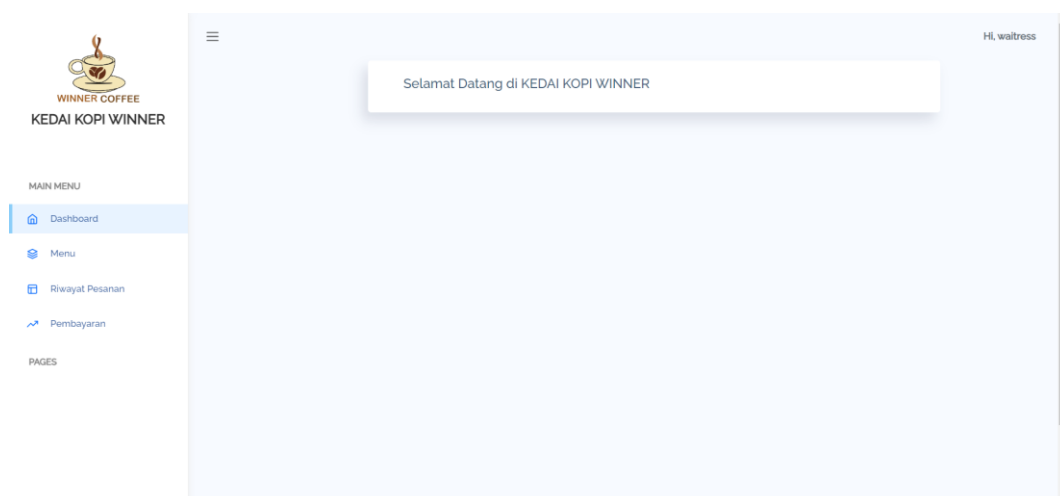 WINNER COFFEE
KEDAI KOPI WINNER
MAIN MENU
Dashboard
Menu
Riwayat Pesanan
Pembayaran
PAGES
Hi, waitress
Selamat Datang di KEDAI KOPI WINNER